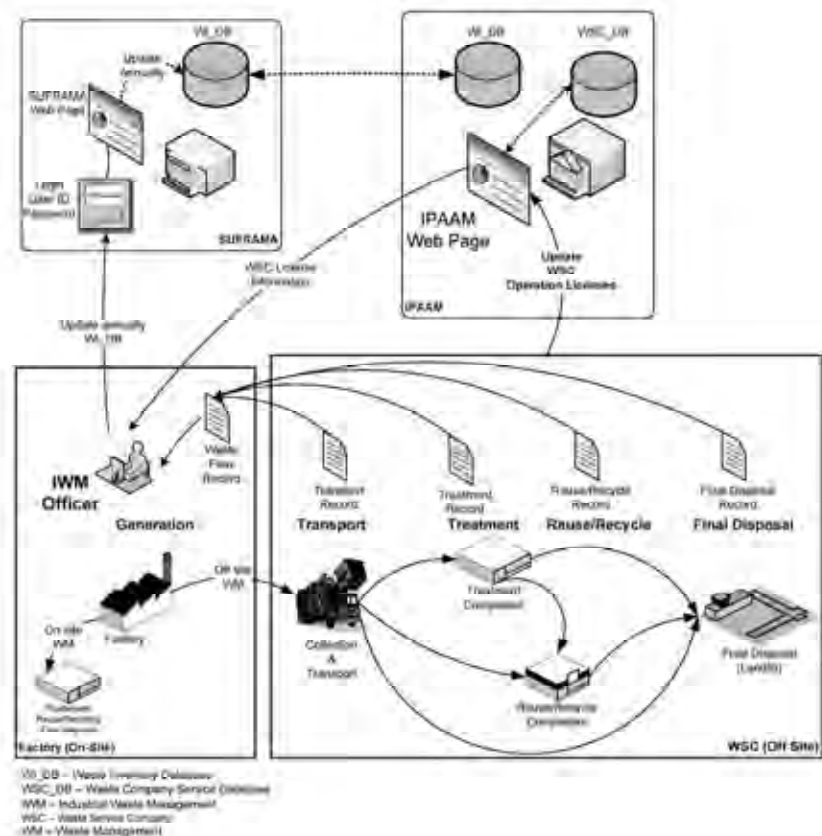 WI_DB
Update
Annually
SUFRAMA
Web Page
Login
User ID
Password
SUFRAMA
WI_DB
WSC_DB
IPAAM
Web Page
Update
WSC
Operation Licenses
IPAAM
WSC License
Information
Update annually
WI_DB
IWM
Officer
Waste
Flow
Record
Generation
Off site
WM
On site
WM
Factory
Factory (On-Site)
Transport
Record
Transport
Treatment
Record
Treatment
Rause/Recycle
Record
Rause/Recycle
Final Disposal
Record
Final Disposal
Collection
&
Transport
Treatment
Companies
Rause/Recycle
Companies
Final Disposal
(Landfill)
WSC (Off Site)
WI_DB – Waste Inventory Database
WSC_DB – Waste Company Service Database
IWM – Industrial Waste Management
WSC – Waste Service Company
WM – Waste Management